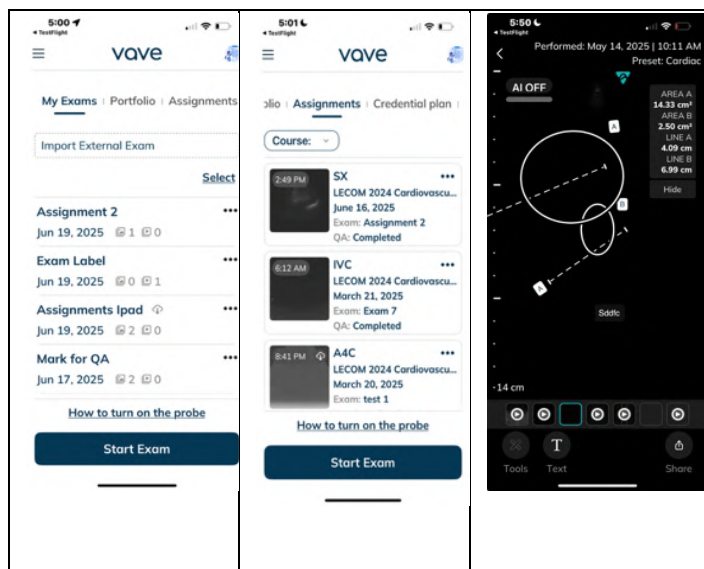 5:00
TestFlight
vave
My Exams
Portfolio
Assignments
Import External Exam
Select
Assignment 2
Jun 19, 2025 1 0
Exam Label
Jun 19, 2025 0 1
Assignments Ipad
Jun 19, 2025 2 0
Mark for QA
Jun 17, 2025 2 0
How to turn on the probe
Start Exam
5:01
TestFlight
vave
olio
Assignments
Credential plan
Course:
2:49 PM
SX
LECOM 2024 Cardiovascu...
June 16, 2025
Exam: Assignment 2
QA: Completed
6:12 AM
IVC
LECOM 2024 Cardiovascu...
March 21, 2025
Exam: Exam 7
QA: Completed
8:41 PM
A4C
LECOM 2024 Cardiovascu...
March 20, 2025
Exam: test 1
How to turn on the probe
Start Exam
5:50
TestFlight
Performed: May 14, 2025 | 10:11 AM
Preset: Cardiac
AI OFF
AREA A
14.33 cm²
AREA B
2.50 cm²
LINE A
4.09 cm
LINE B
6.99 cm
Hide
A
B
A
Sddfc
-14 cm
Tools
T
Text
Share